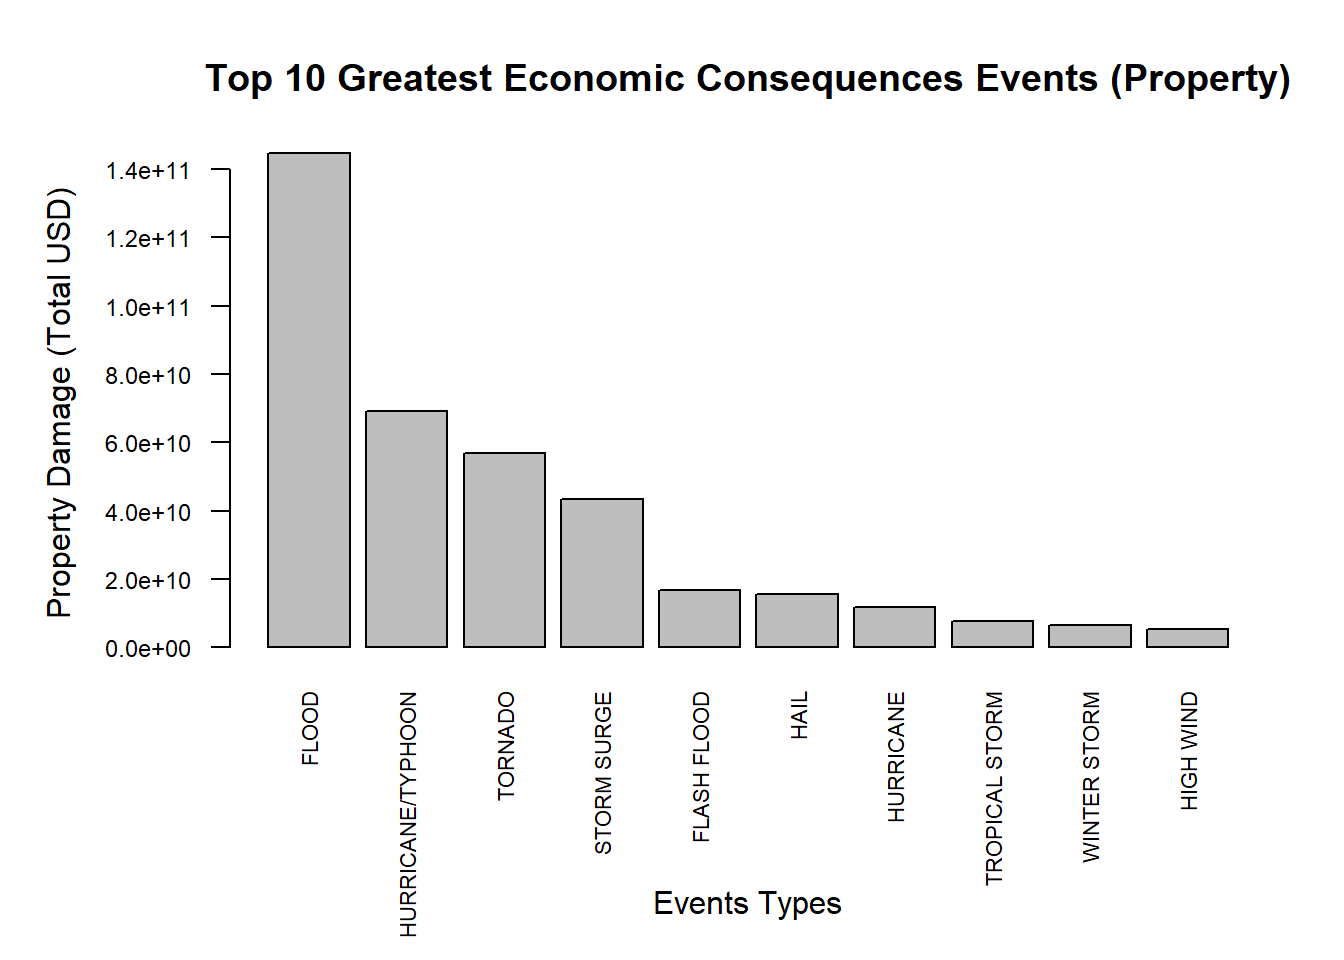 Top 10 Greatest Economic Consequences Events (Property)
Property Damage (Total USD)
1.4e+11
1.2e+11
1.0e+11
8.0e+10
6.0e+10
4.0e+10
2.0e+10
0.0e+00
FLOOD
HURRICANE/TYPHOON
TORNADO
STORM SURGE
FLASH FLOOD
HAIL
HURRICANE
TROPICAL STORM
WINTER STORM
HIGH WIND
Events Types